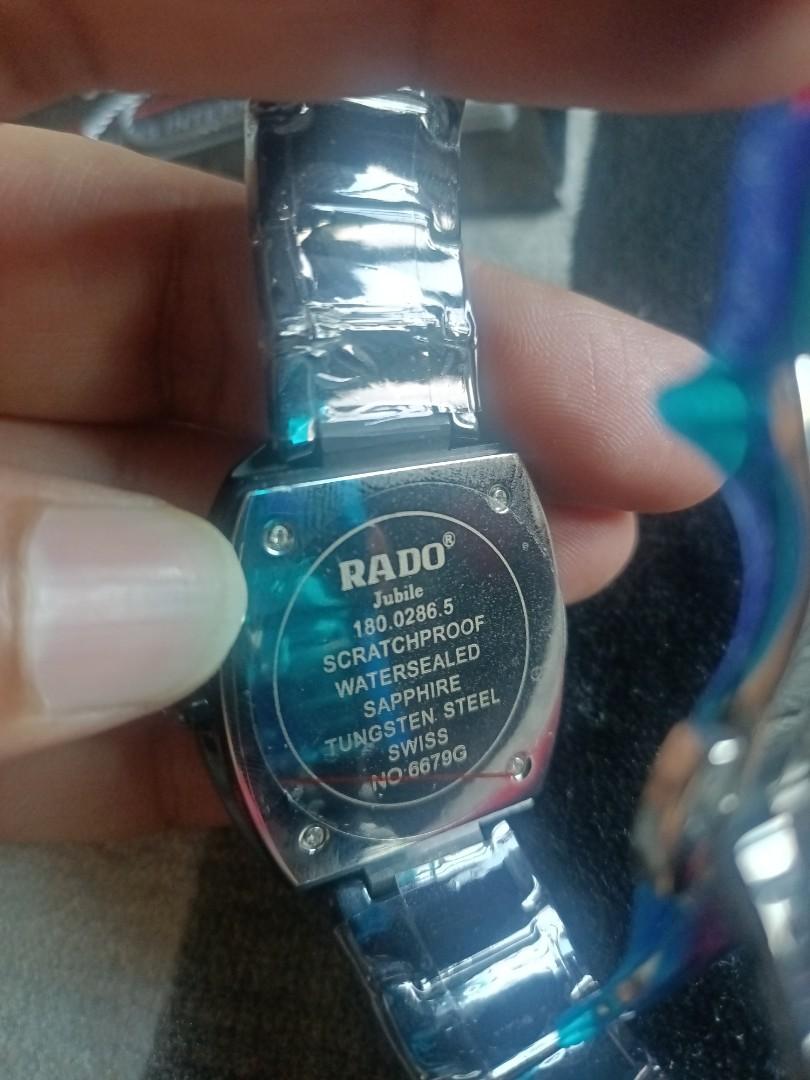 RADO®
Jubile
180.0286.5
SCRATCHPROOF
WATERSEALED
SAPPHIRE
TUNGSTEN STEEL
SWISS
NO:6679G